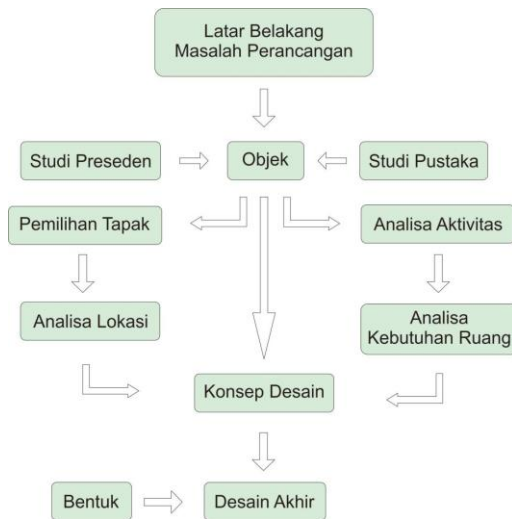 Latar Belakang
Masalah Perancangan
Studi Preseden
Objek
Studi Pustaka
Pemilihan Tapak
Analisa Aktivitas
Analisa Lokasi
Analisa
Kebutuhan Ruang
Konsep Desain
Bentuk
Desain Akhir